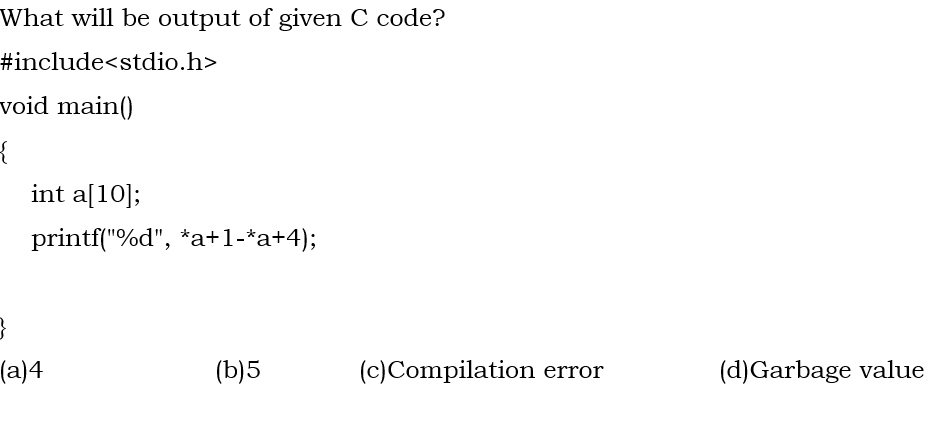 What will be output of given C code?
#include<stdio.h>
void main()
{
int a[10];
printf("%d", *a+1-*a+4);
}
(a)4 (b)5 (c)Compilation error (d)Garbage value